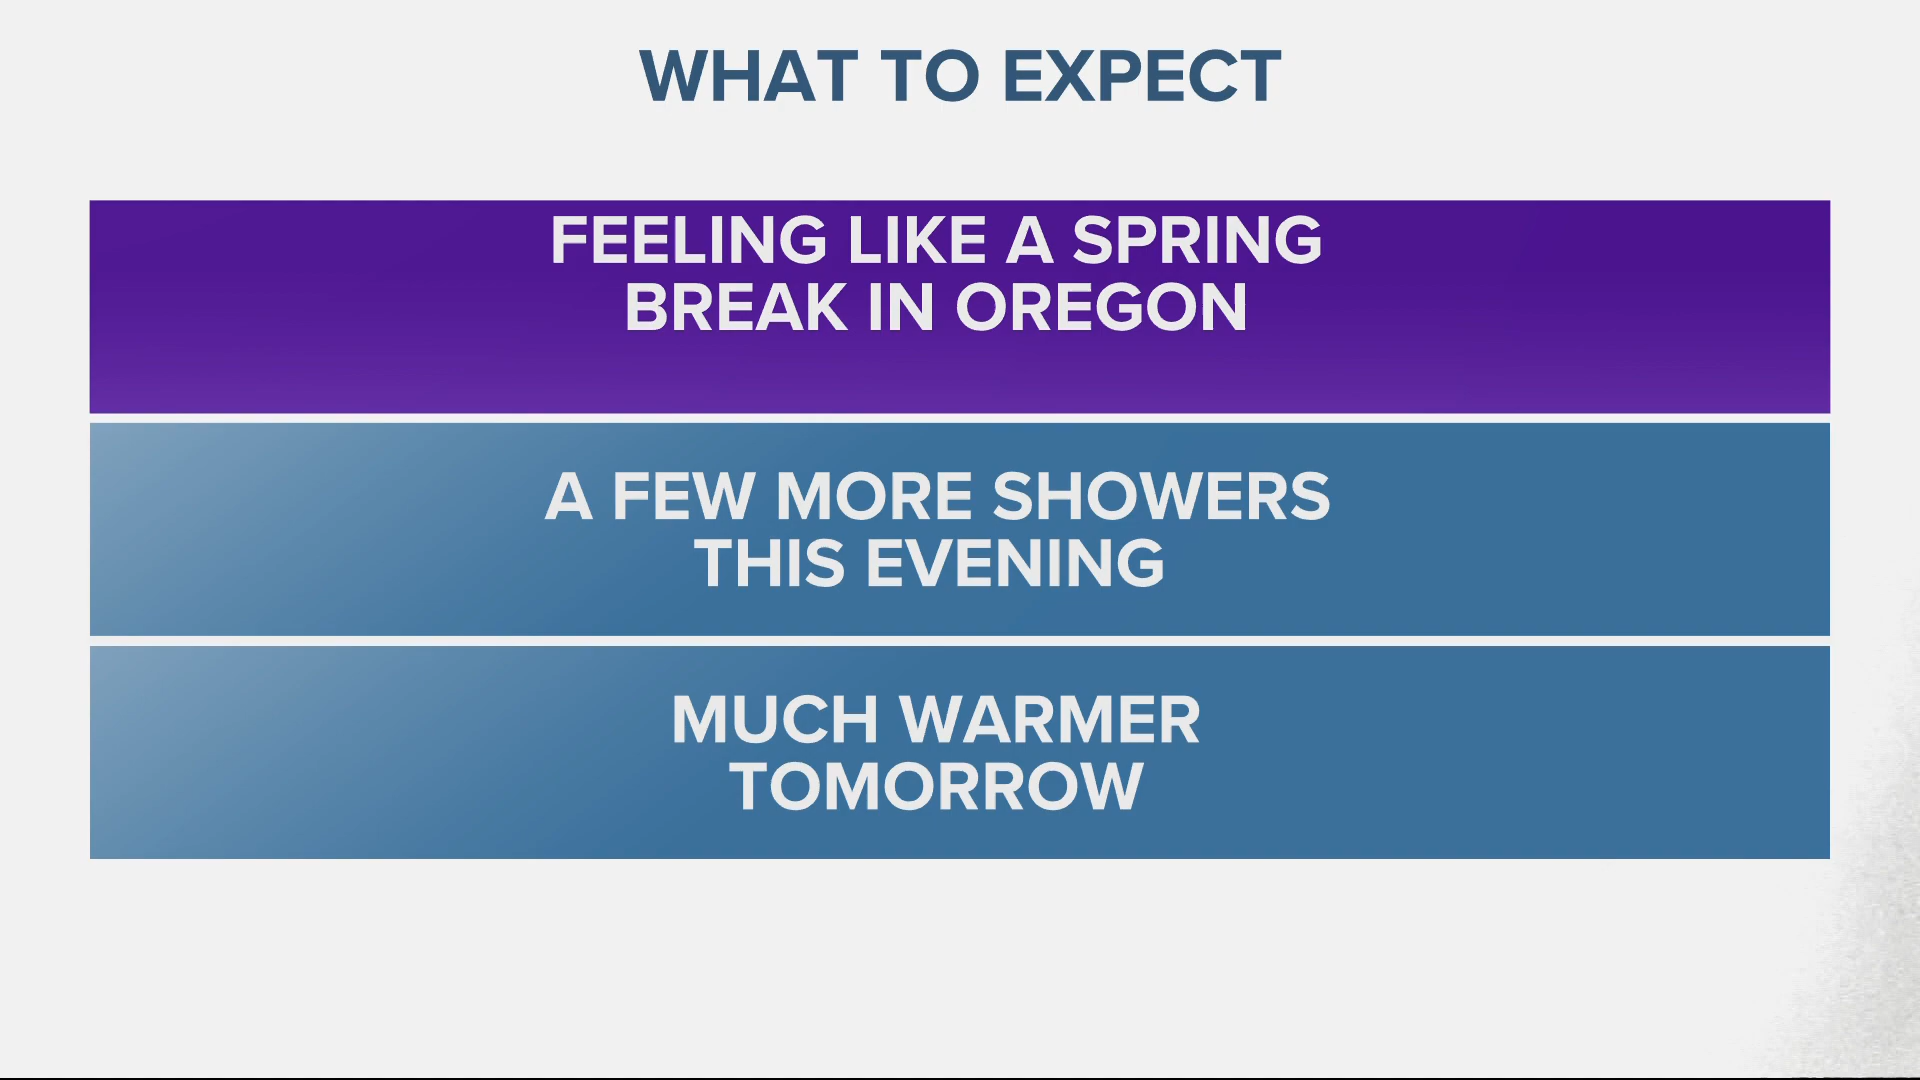 WHAT TO EXPECT
FEELING LIKE A SPRING
BREAK IN OREGON
A FEW MORE SHOWERS
THIS EVENING
MUCH WARMER
TOMORROW